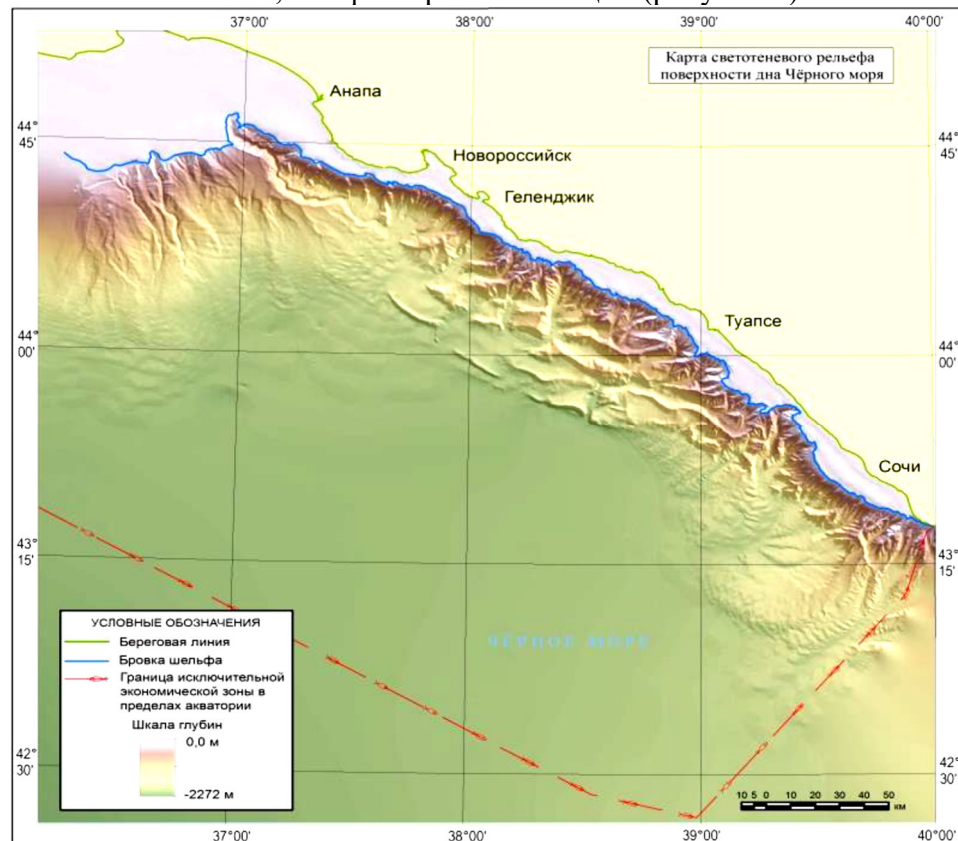 37°00'
38°00'
39°00'
40°00'
Карта светотеневого рельефа
поверхности дна Чёрного моря
Анапа
44°
45'
44°
45'
Новороссийск
Геленджик
Туапсе
44°
00'
44°
00'
Сочи
43°
15'
43°
15'
ЧЁРНОЕ МОРЕ
УСЛОВНЫЕ ОБОЗНАЧЕНИЯ
Береговая линия
Бровка шельфа
Граница исключительной
экономической зоны в
пределах акватории
Шкала глубин
0,0 м
-2272 м
42°
30'
42°
30'
10 5 0 10 20 30 40 50
км
37°00'
38°00'
39°00'
40°00'